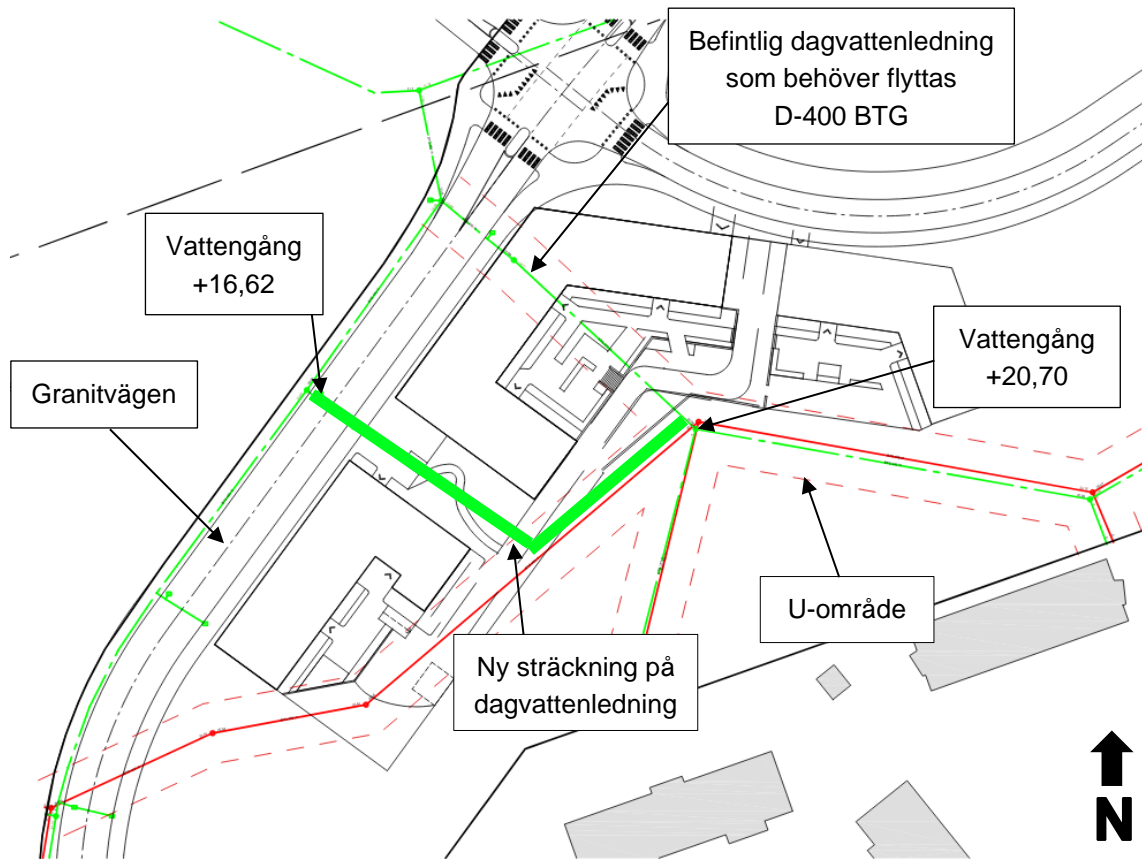 Befintlig dagvattenledning
som behöver flyttas
D-400 BTG
Vattengång
+16,62
Vattengång
+20,70
Granitvägen
U-område
Ny sträckning på
dagvattenledning
N